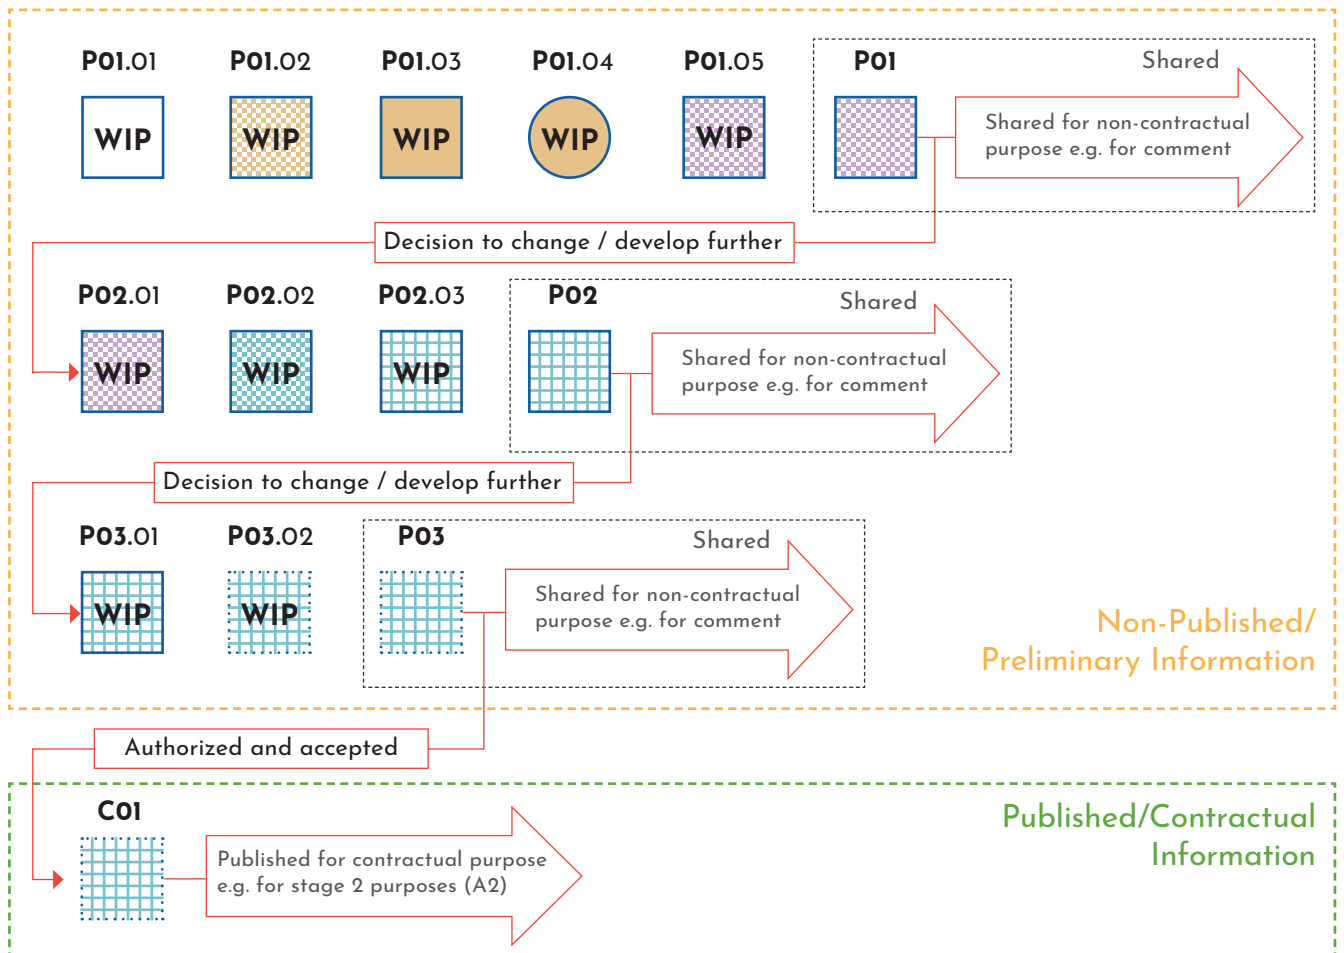 P01.01 P01.02 P01.03 P01.04 P01.05 P01 Shared
WIP WIP WIP WIP WIP
Shared for non-contractual
purpose e.g. for comment
Decision to change / develop further
P02.01 P02.02 P02.03 P02 Shared
WIP WIP WIP
Shared for non-contractual
purpose e.g. for comment
Decision to change / develop further
P03.01 P03.02 P03 Shared
WIP WIP
Shared for non-contractual
purpose e.g. for comment
Non-Published/
Preliminary Information
Authorized and accepted
C01
Published for contractual purpose
e.g. for stage 2 purposes (A2)
Published/Contractual
Information